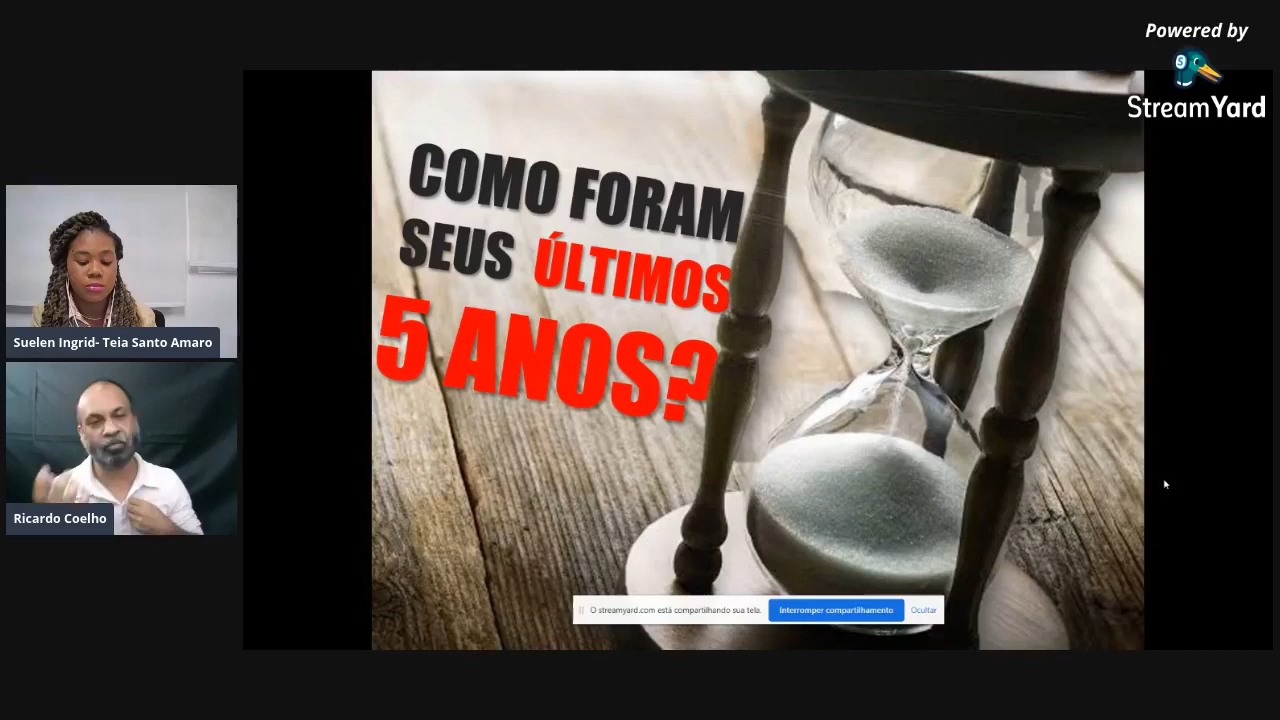 Powered by
StreamYard
COMO FORAM
SEUS ÚLTIMOS
5 ANOS?
Suelen Ingrid- Teia Santo Amaro
Ricardo Coelho
O streamyard.com está compartilhando sua tela. Interromper compartilhamento Ocultar